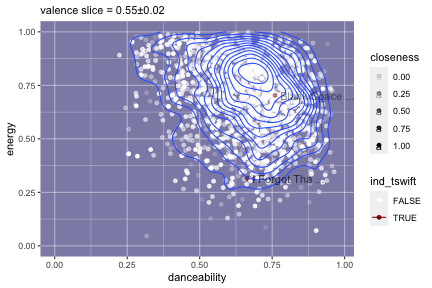 valence slice = 0.55±0.02
1.00
0.75
0.50
0.25
0.00
energy
0.00
0.25
0.50
0.75
1.00
danceability
Space ...
I Forgot Tha ...
closeness
0.00
0.25
0.50
0.75
1.00
ind_tswift
FALSE
TRUE